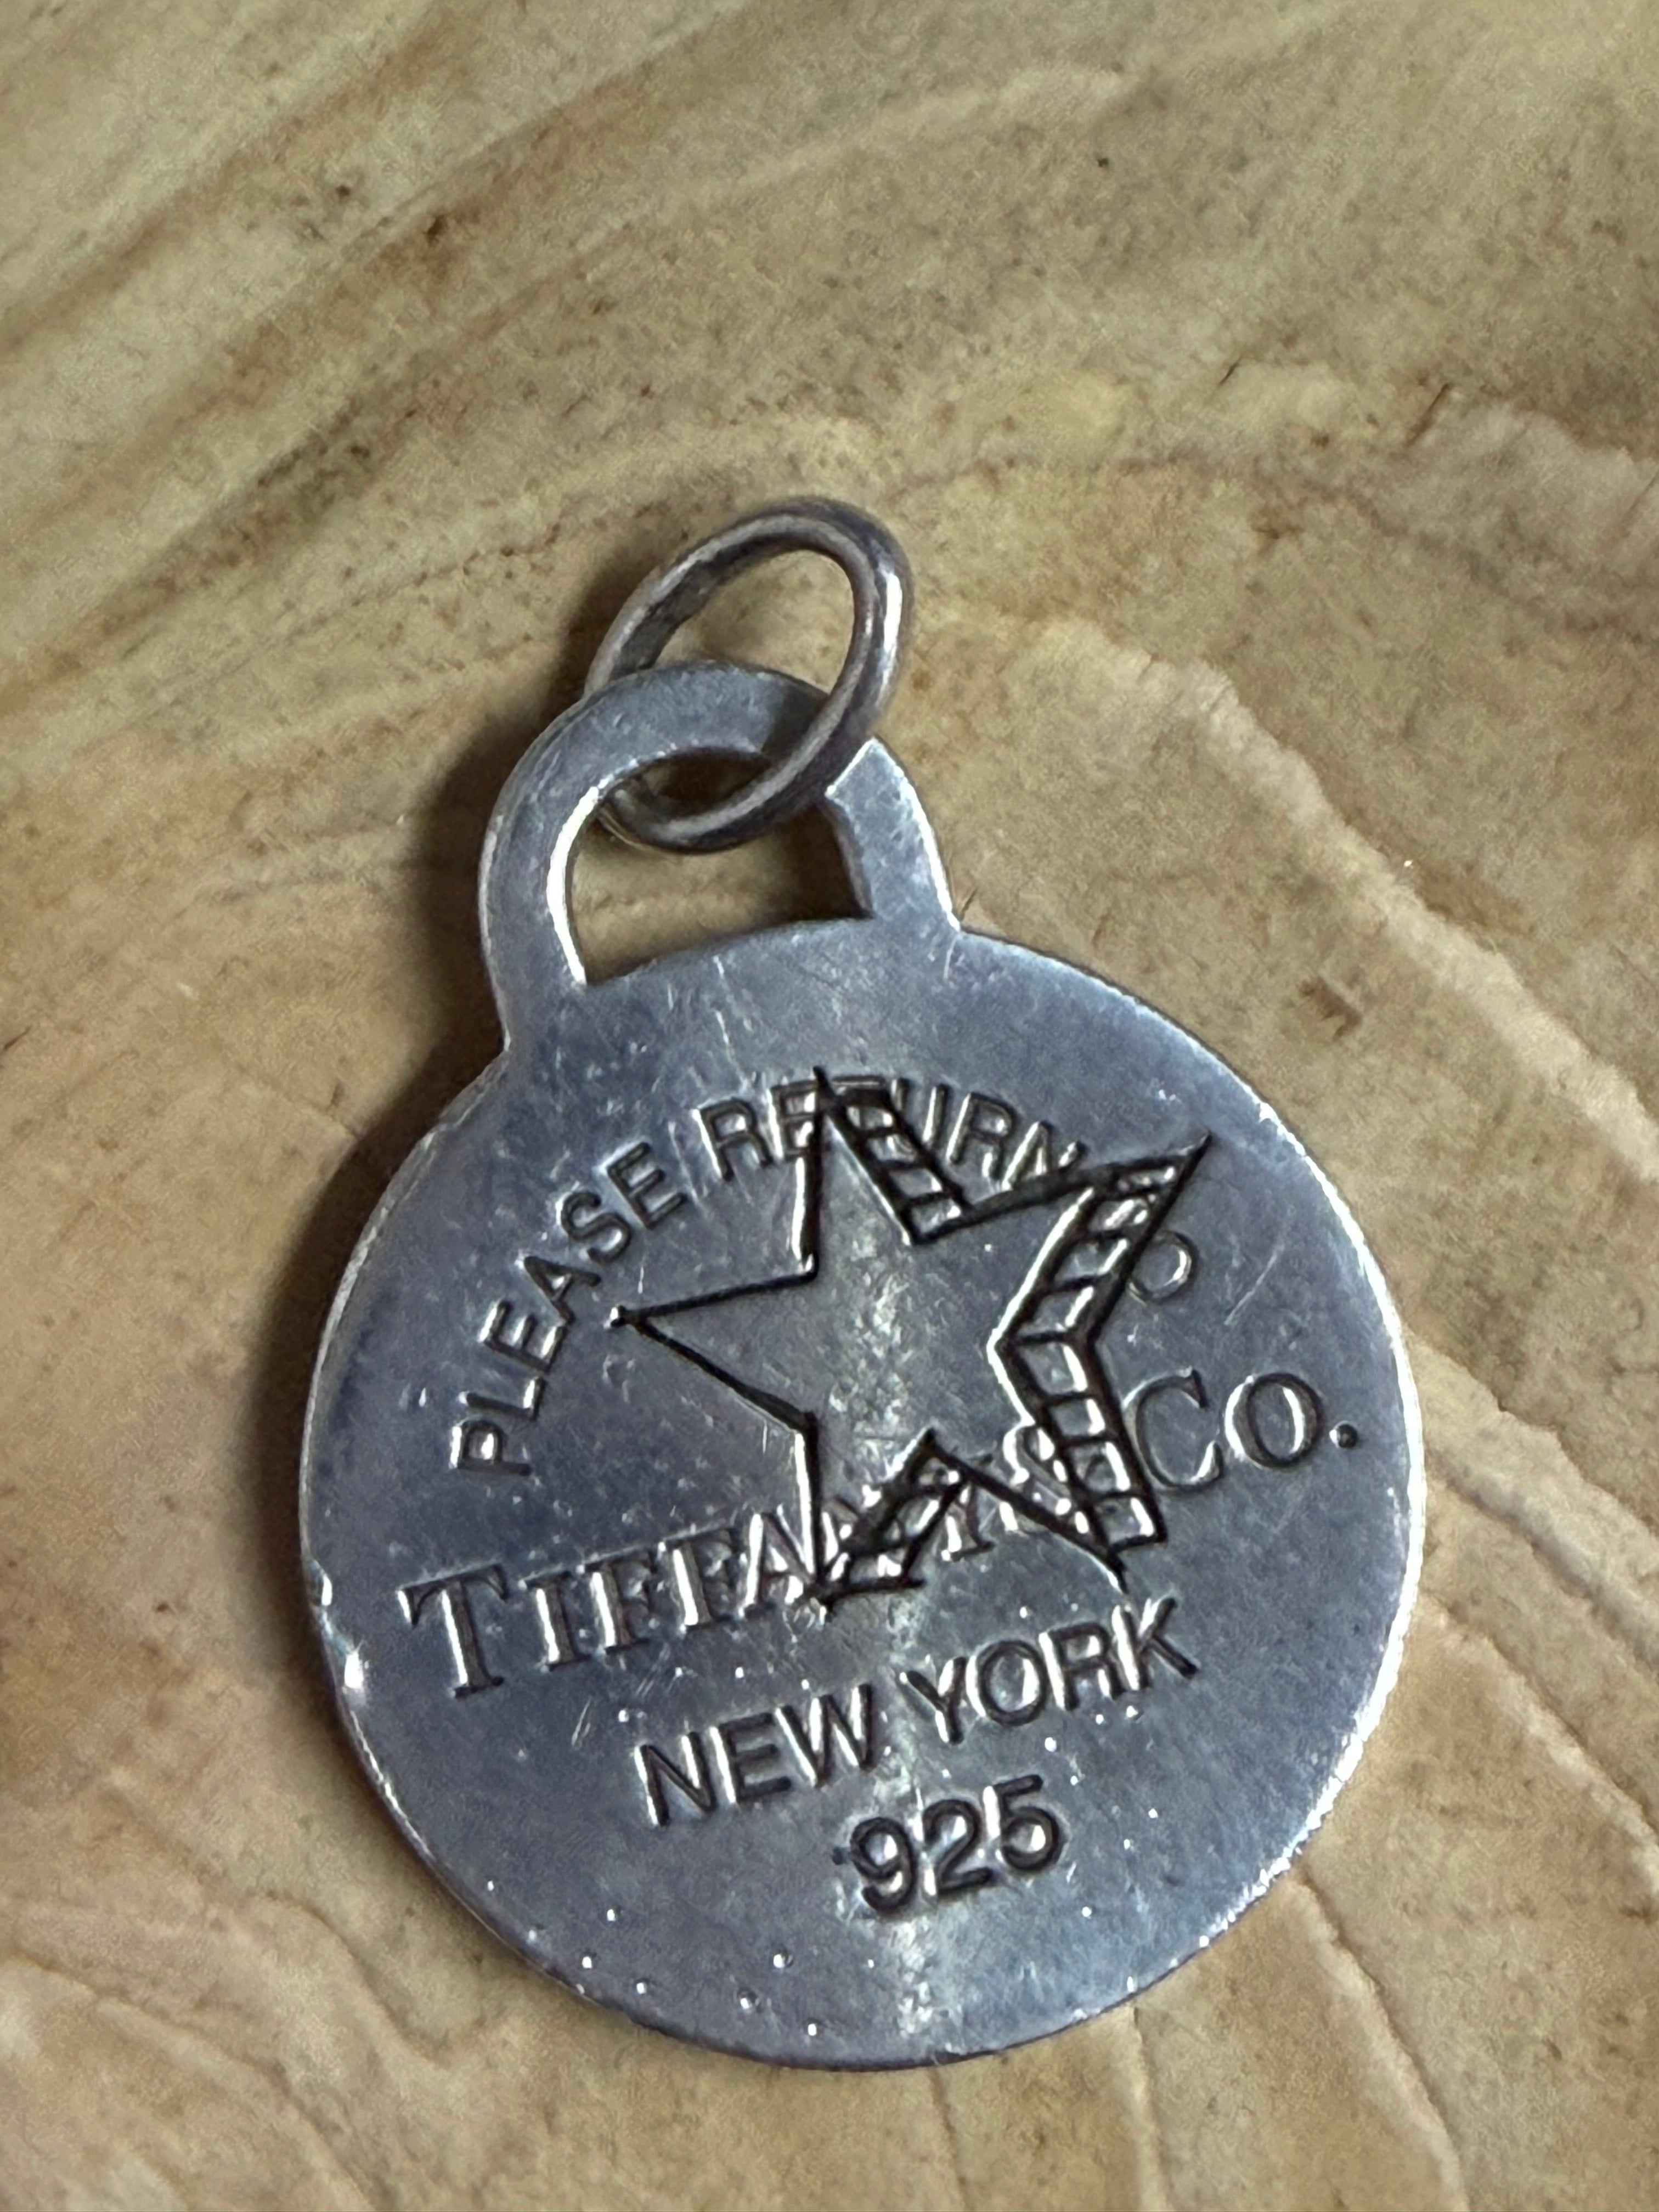 PLEASE RETURN TO
TIFFANY & CO.
NEW YORK
925